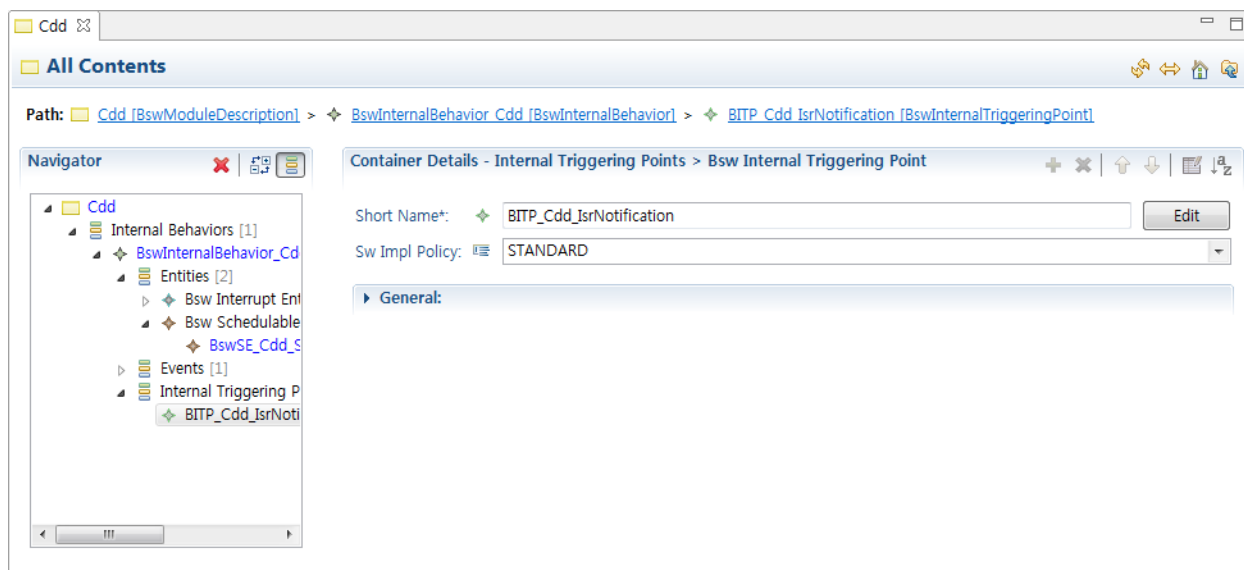 Cdd
All Contents
Path: Cdd [BswModuleDescription] > BswInternalBehavior_Cdd [BswInternalBehavior] > BITP_Cdd_IsrNotification [BswInternalTriggeringPoint]
Navigator
Cdd
Internal Behaviors [1]
BswInternalBehavior_Cd
Entities [2]
Bsw Interrupt Ent
Bsw Schedulable
BswSE_Cdd_S
Events [1]
Internal Triggering P
BITP_Cdd_IsrNoti
Container Details - Internal Triggering Points > Bsw Internal Triggering Point
Short Name*: BITP_Cdd_IsrNotification Edit
Sw Impl Policy: STANDARD
General: